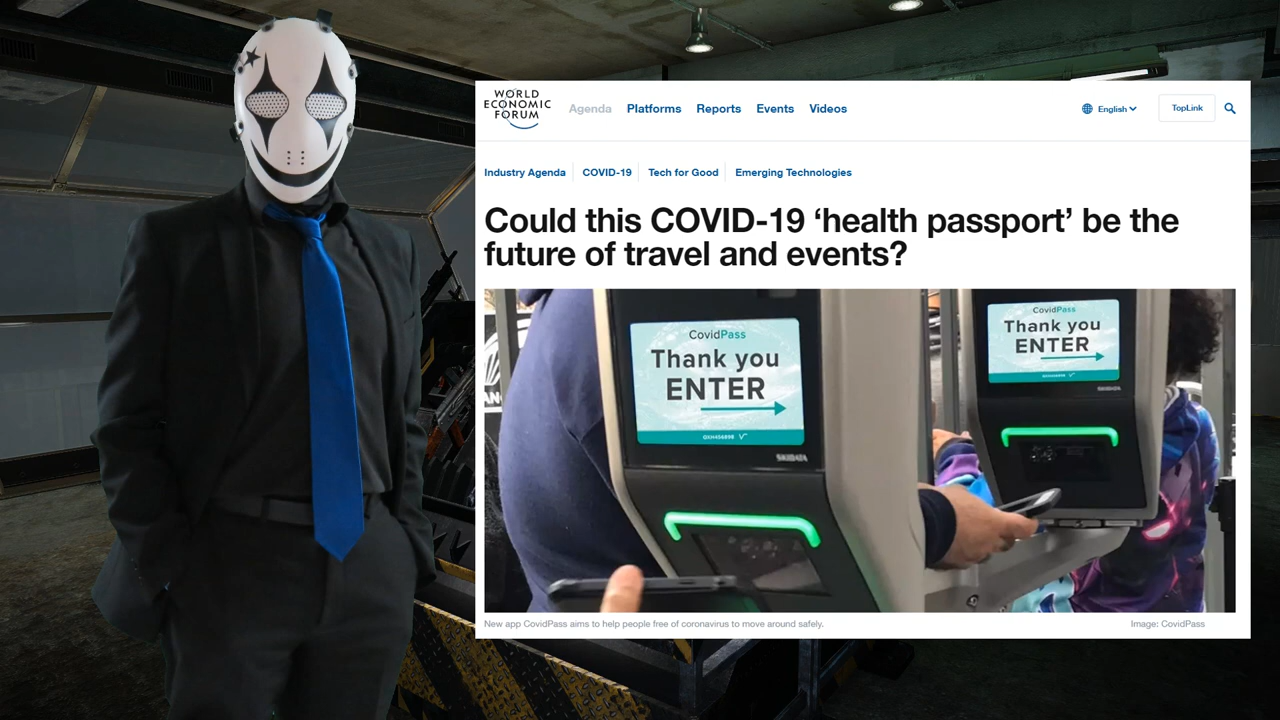 WORLD
ECONOMIC
FORUM
Agenda Platforms Reports Events Videos
English
TopLink
Industry Agenda COVID-19 Tech for Good Emerging Technologies
Could this COVID-19 ‘health passport’ be the
future of travel and events?
CovidPass
Thank you
ENTER
SKIDATA
CovidPass
Thank you
ENTER
SKIDATA
New app CovidPass aims to help people free of coronavirus to move around safely.
Image: CovidPass